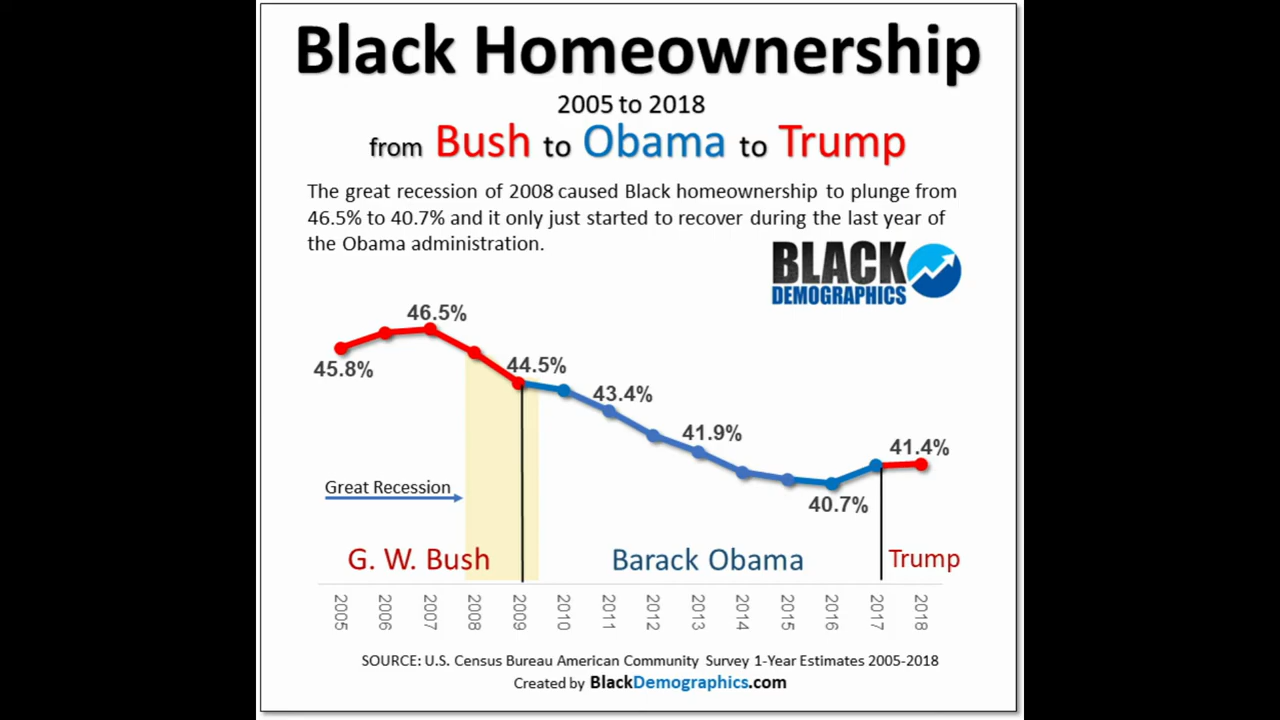 Black Homeownership
2005 to 2018
from Bush to Obama to Trump
The great recession of 2008 caused Black homeownership to plunge from
46.5% to 40.7% and it only just started to recover during the last year of
the Obama administration.
BLACK
DEMOGRAPHICS
46.5%
45.8%
44.5%
43.4%
41.9%
41.4%
40.7%
Great Recession
G. W. Bush
Barack Obama
Trump
2005
2006
2007
2008
2009
2010
2011
2012
2013
2014
2015
2016
2017
2018
SOURCE: U.S. Census Bureau American Community Survey 1-Year Estimates 2005-2018
Created by BlackDemographics.com